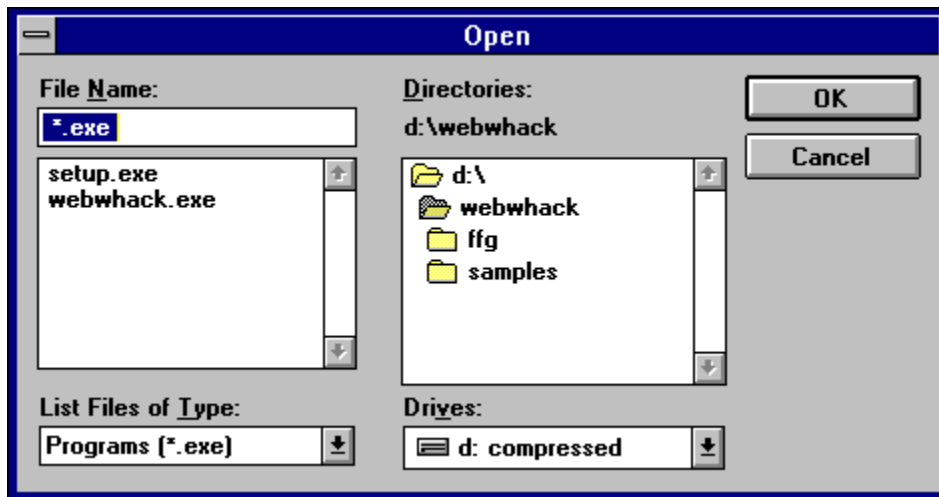 Open
File Name:
*.exe
setup.exe
webwhack.exe
List Files of Type:
Programs (*.exe)
Directories:
d:\webwhack
d:\
webwhack
ffg
samples
Drives:
d: compressed
OK
Cancel